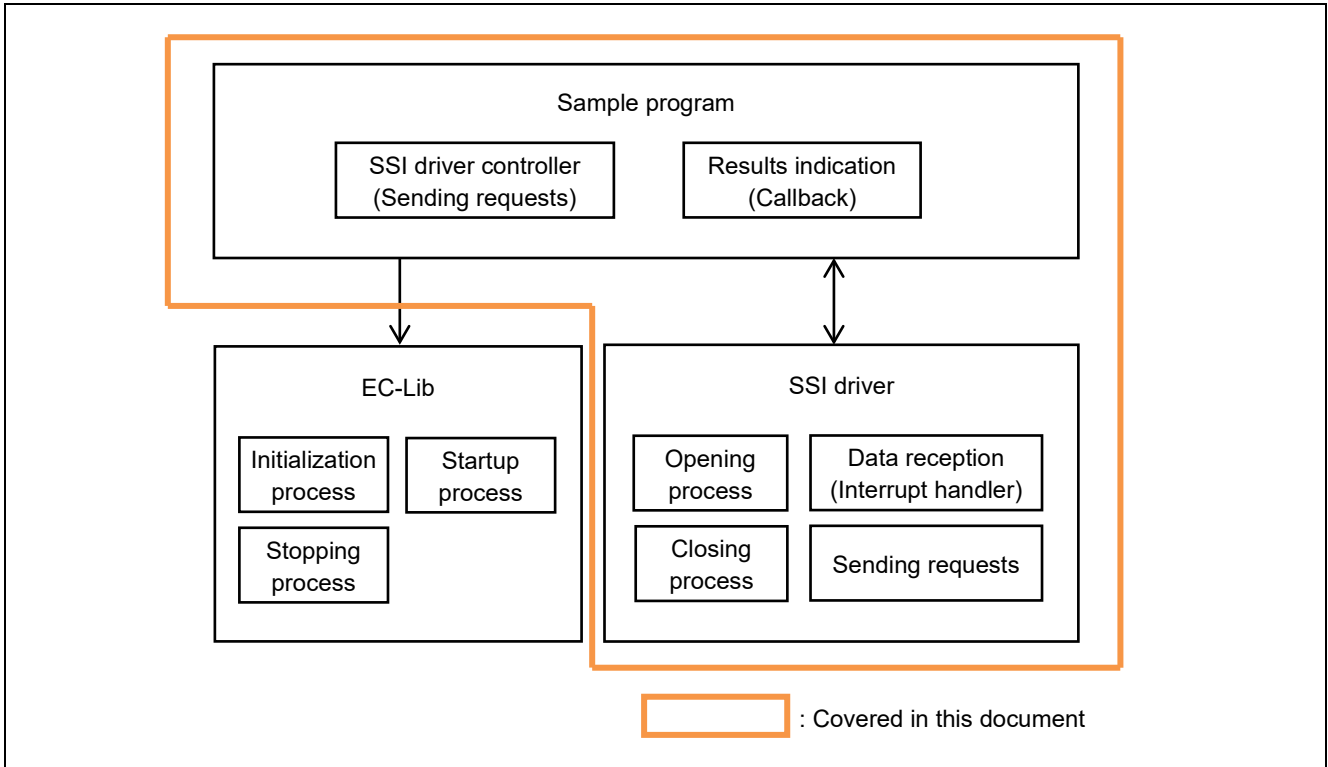 Sample program
SSI driver controller
(Sending requests)
Results indication
(Callback)
EC-Lib
Initialization
process
Startup
process
Stopping
process
SSI driver
Opening
process
Data reception
(Interrupt handler)
Closing
process
Sending requests
: Covered in this document